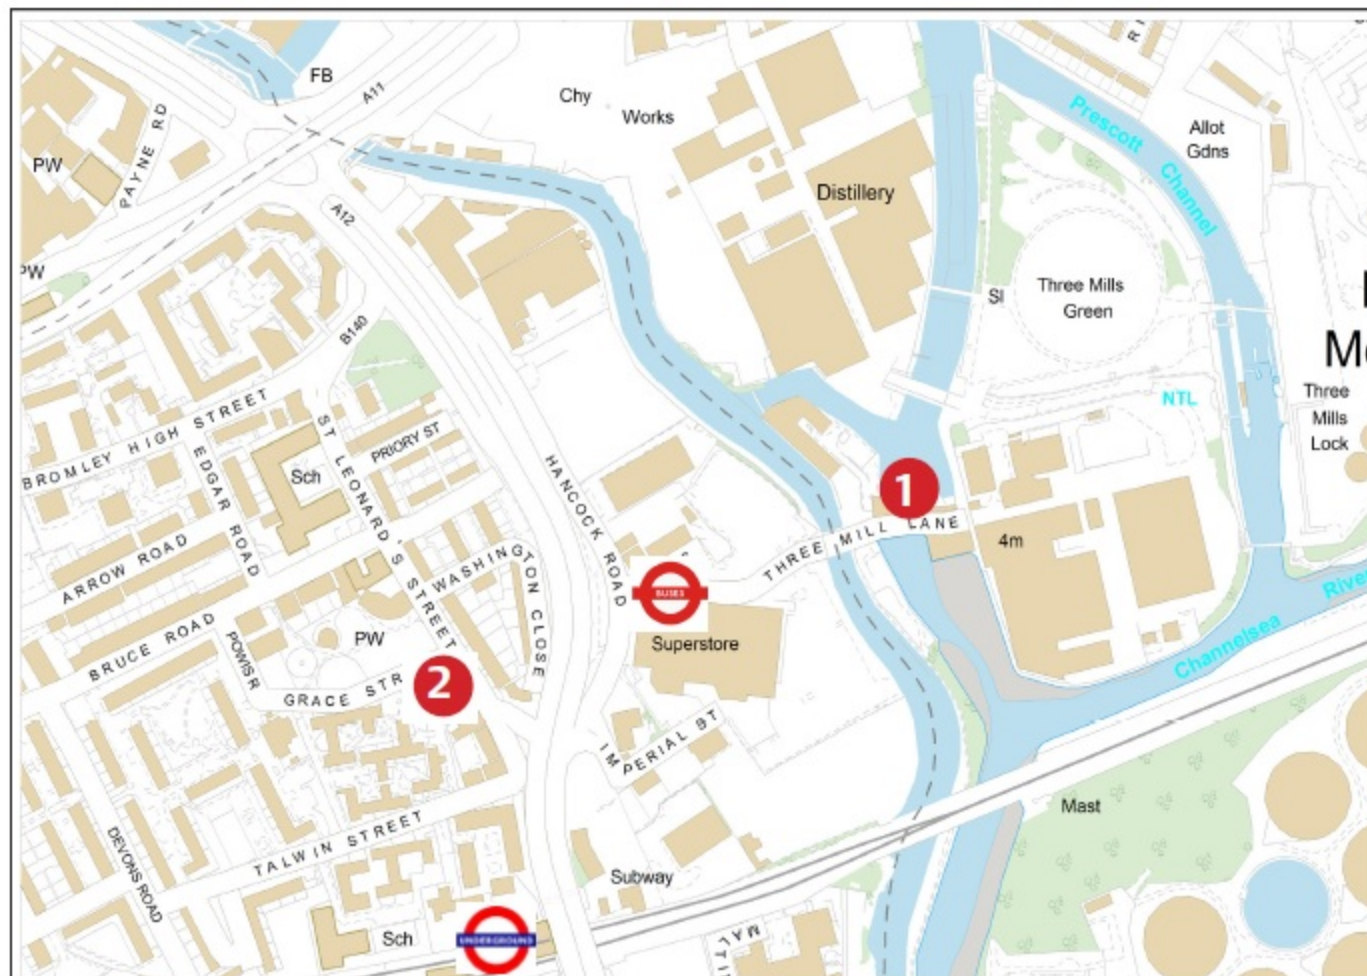 FB
A11
Chy
Works
PW
PAYNE RD
Prescott
Channel
Allot
Gdns
Distillery
A12
PW
Three Mills
Green
SI
B140
NTL
Three
Mills
Lock
BROMLEY HIGH STREET
EDGAR ROAD
Sch
ST LEONARD'S STREET
PRIORY ST
HANCOCK ROAD
1
THREE MILL LANE
4m
ARROW ROAD
WASHINGTON CLOSE
BUSES
BRUCE ROAD
POWIS R
PW
Superstore
Channelsea
River
2
GRACE STR
IMPERIAL ST
Mast
DEVONS ROAD
TALWIN STREET
Subway
Sch
UNDERGROUND